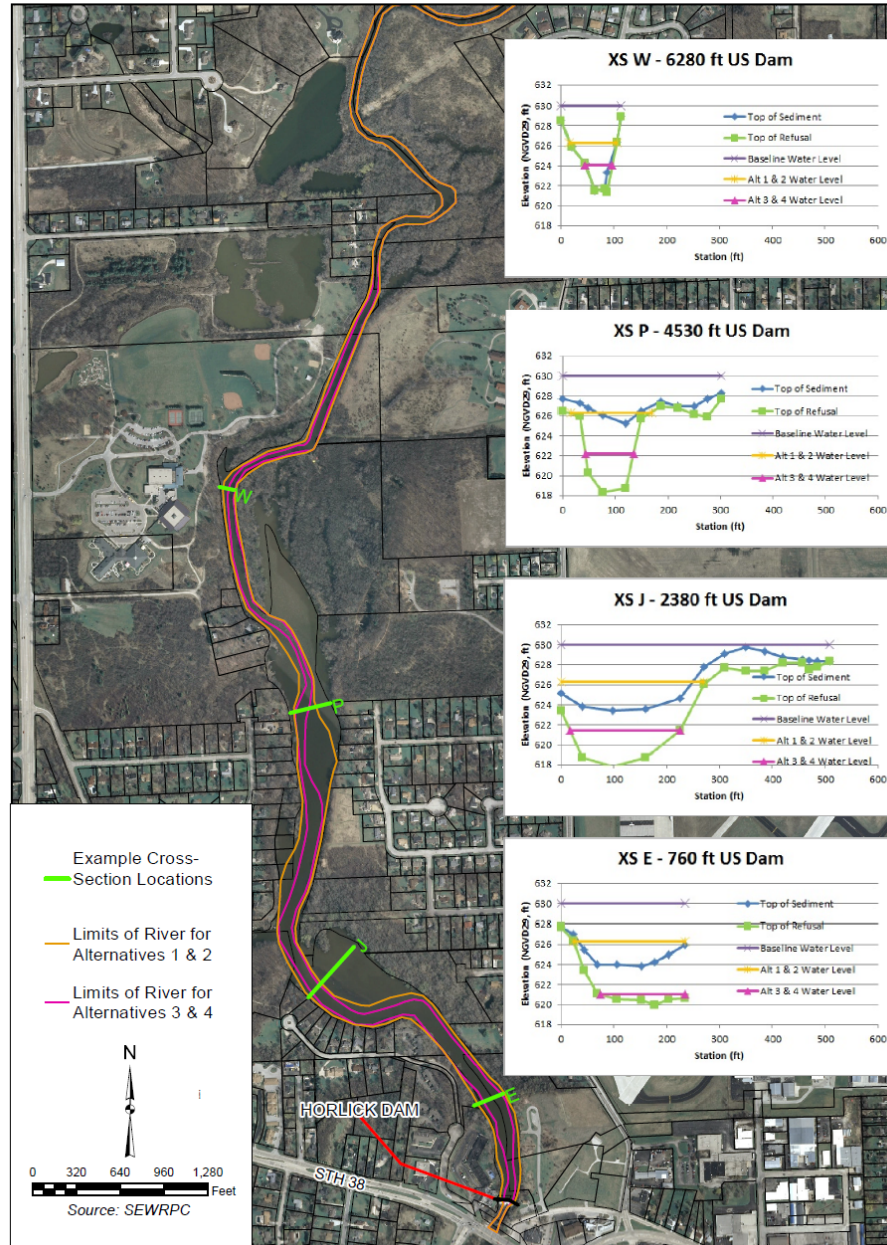 XS W - 6280 ft US Dam
Elevation (NGVD29, ft)
632
630
628
626
624
622
620
618
0
100
200
300
400
500
600
Station (ft)
Top of Sediment
Top of Refusal
Baseline Water Level
Alt 1 & 2 Water Level
Alt 3 & 4 Water Level
W
XS P - 4530 ft US Dam
Elevation (NGVD29, ft)
632
630
628
626
624
622
620
618
0
100
200
300
400
500
600
Station (ft)
Top of Sediment
Top of Refusal
Baseline Water Level
Alt 1 & 2 Water Level
Alt 3 & 4 Water Level
P
XS J - 2380 ft US Dam
Elevation (NGVD29, ft)
632
630
628
626
624
622
620
618
0
100
200
300
400
500
600
Station (ft)
Top of Sediment
Top of Refusal
Baseline Water Level
Alt 1 & 2 Water Level
Alt 3 & 4 Water Level
J
XS E - 760 ft US Dam
Elevation (NGVD29, ft)
632
630
628
626
624
622
620
618
0
100
200
300
400
500
600
Station (ft)
Top of Sediment
Top of Refusal
Baseline Water Level
Alt 1 & 2 Water Level
Alt 3 & 4 Water Level
E
Example Cross-
Section Locations
Limits of River for
Alternatives 1 & 2
Limits of River for
Alternatives 3 & 4
N
i
0 320 640 960 1,280
Feet
Source: SEWRPC
HORLICK DAM
STH 38